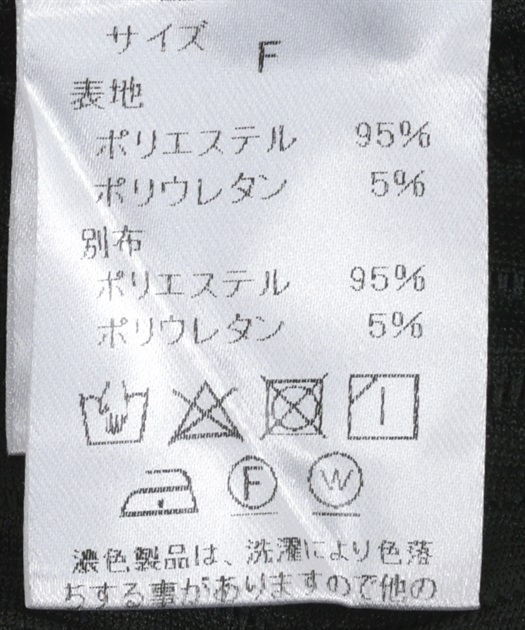 サイズ F
表地
ポリエステル 95%
ポリウレタン 5%
別布
ポリエステル 95%
ポリウレタン 5%
F W
濃色製品は、洗濯により色落
ちする事がありますので他の